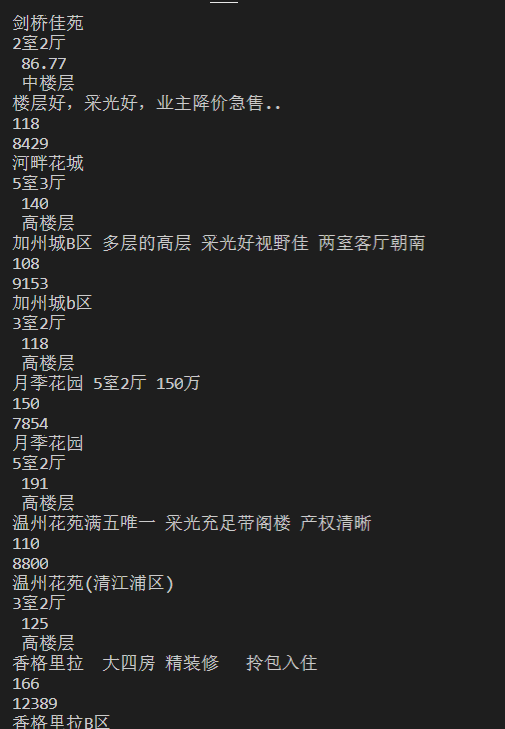 剑桥佳苑
2室2厅
86.77
中楼层
楼层好，采光好，业主降价急售..
118
8429
河畔花城
5室3厅
140
高楼层
加州城B区 多层的高层 采光好视野佳 两室客厅朝南
108
9153
加州城b区
3室2厅
118
高楼层
月季花园 5室2厅 150万
150
7854
月季花园
5室2厅
191
高楼层
温州花苑满五唯一 采光充足带阁楼 产权清晰
110
8800
温州花苑(清江浦区)
3室2厅
125
高楼层
香格里拉  大四房 精装修   拎包入住
166
12389
香格里拉B区